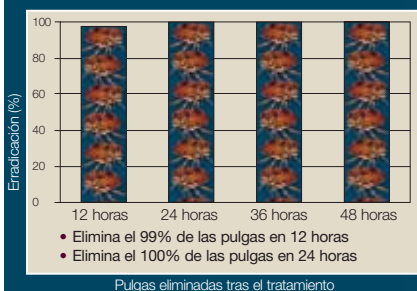 Erradicación (%)
100
80
60
40
20
0
12 horas 24 horas 36 horas 48 horas
• Elimina el 99% de las pulgas en 12 horas
• Elimina el 100% de las pulgas en 24 horas
Pulgas eliminadas tras el tratamiento